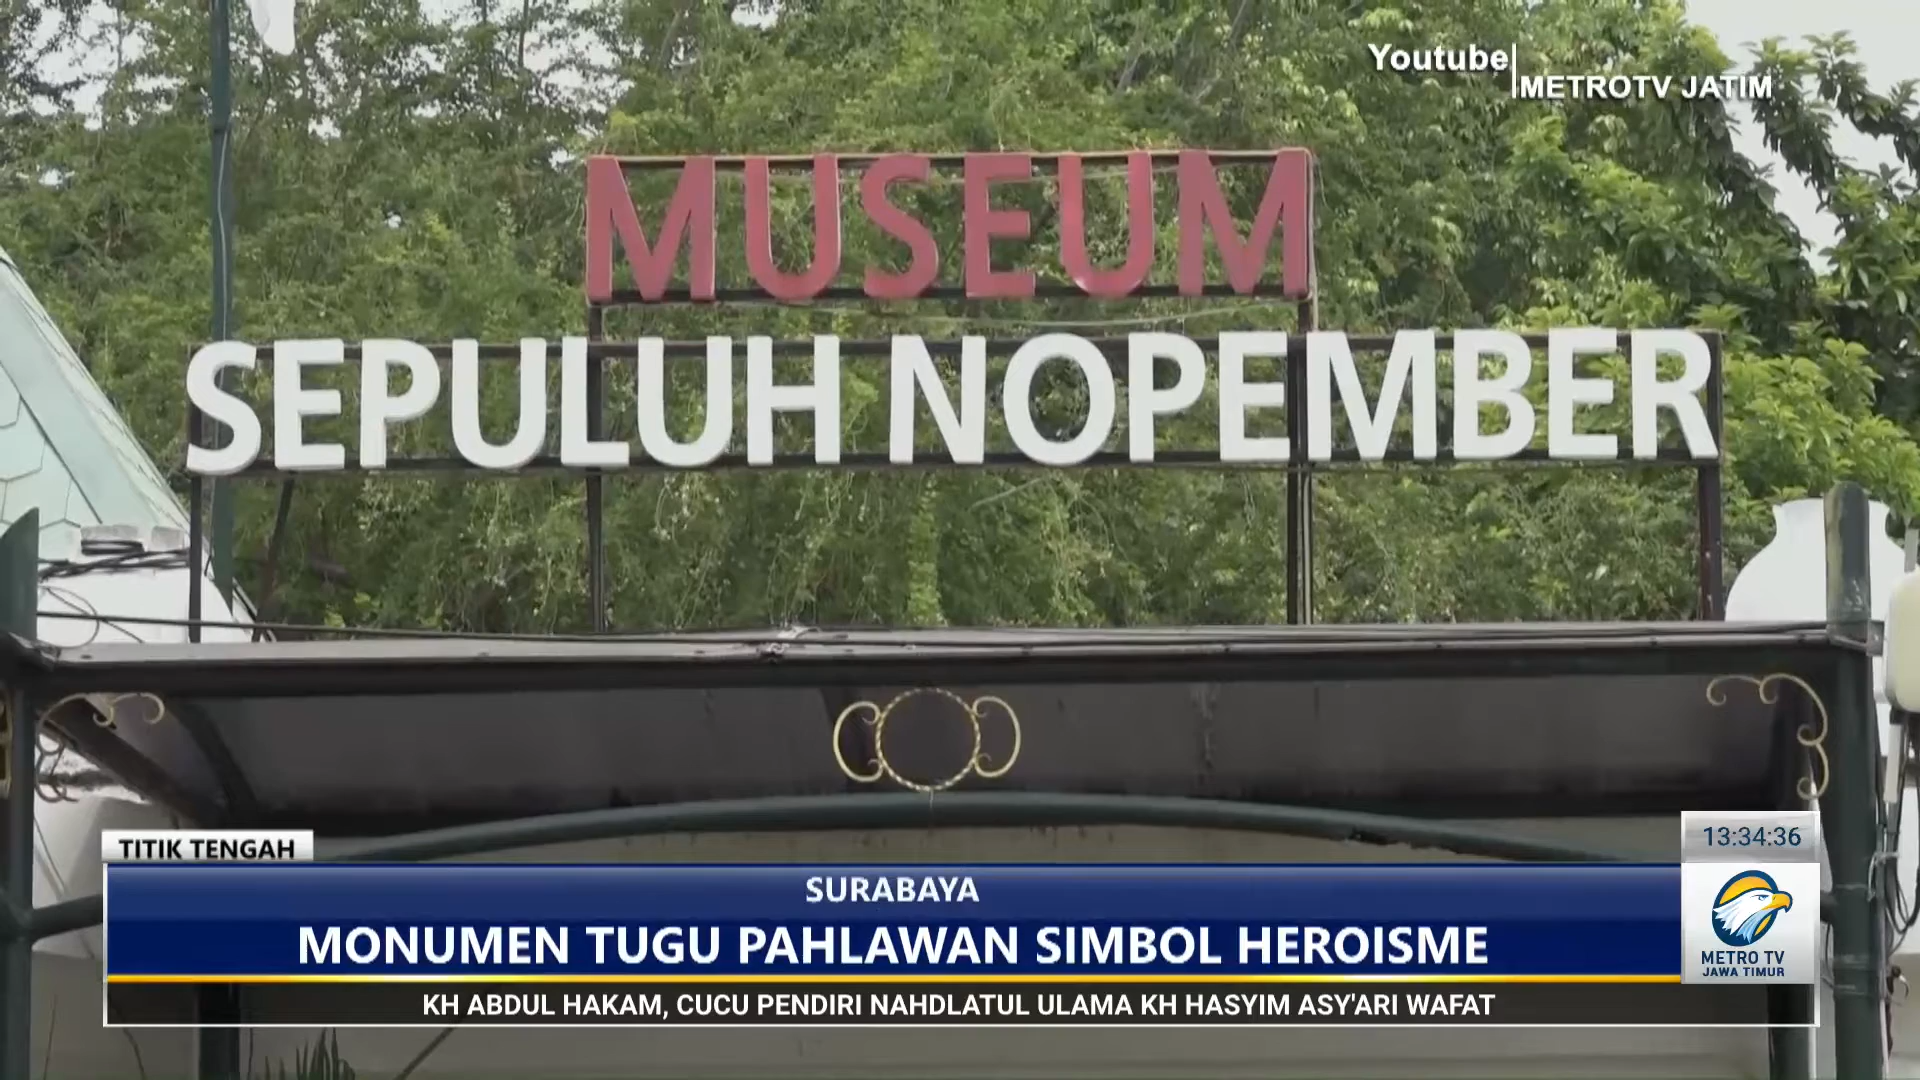 Youtube
METROTV JATIM
MUSEUM
SEPULUH NOPEMBER
TITIK TENGAH
13:34:36
SURABAYA
MONUMEN TUGU PAHLAWAN SIMBOL HEROISME
METRO TV
JAWA TIMUR
KH ABDUL HAKAM, CUCU PENDIRI NAHDLATUL ULAMA KH HASYIM ASY'ARI WAFAT